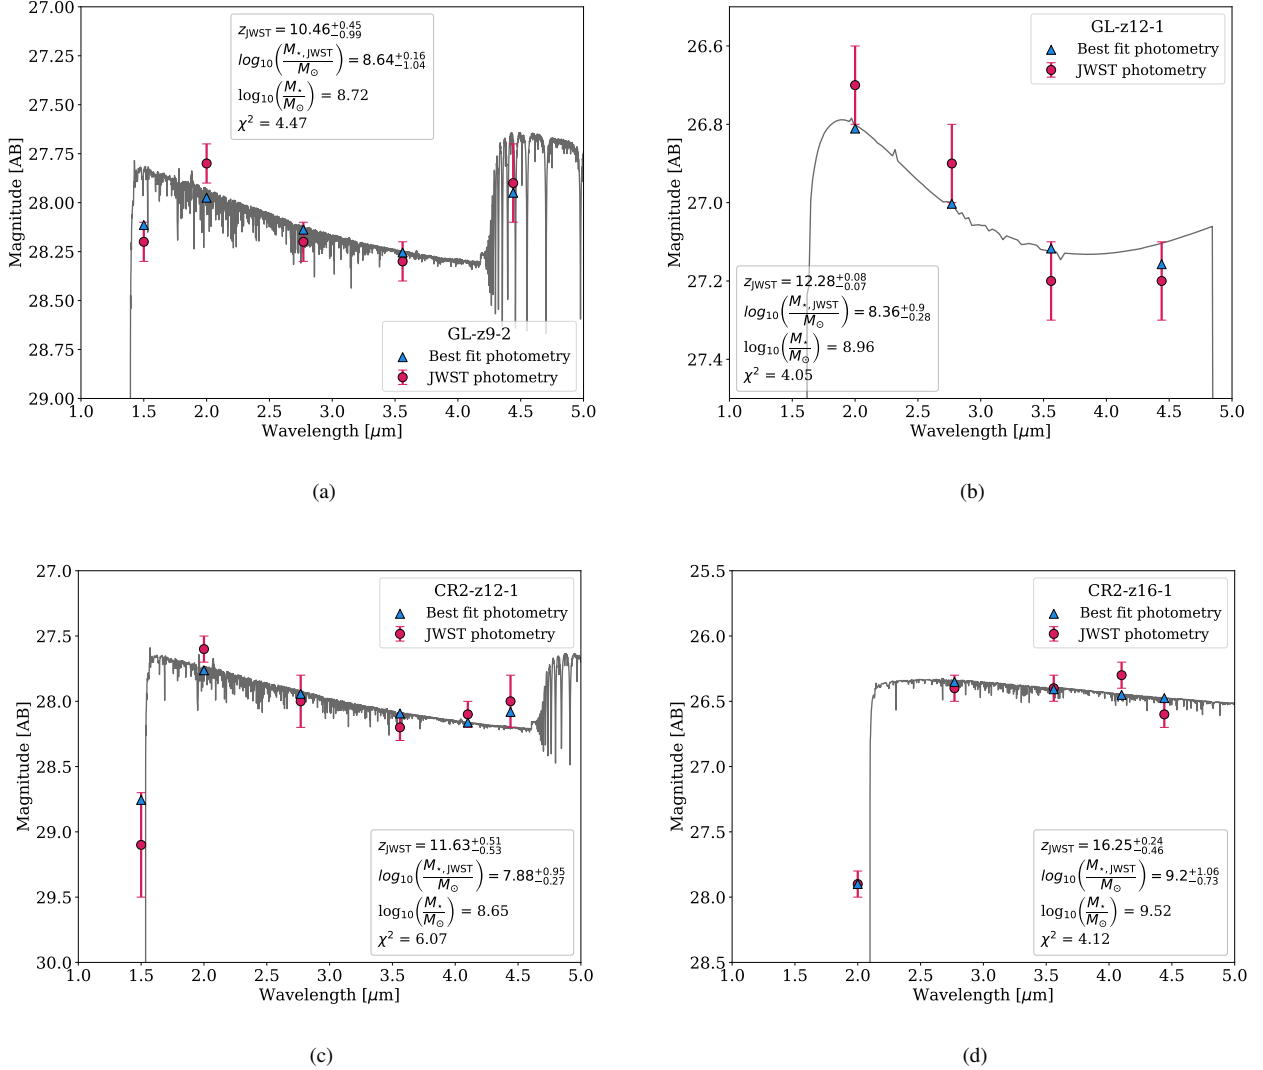 27.00
27.25
27.50
27.75
28.00
28.25
28.50
28.75
29.00
Magnitude [AB]
z_JWST = 10.46 +0.45 −0.99
log10(M⋆,JWST/M⊙) = 8.64 +0.16 −1.04
log10(M⋆/M⊙) = 8.72
χ² = 4.47
GL-z9-2
Best fit photometry
JWST photometry
1.0 1.5 2.0 2.5 3.0 3.5 4.0 4.5 5.0
Wavelength [μm]
(a)
26.6
26.8
27.0
27.2
27.4
Magnitude [AB]
GL-z12-1
Best fit photometry
JWST photometry
z_JWST = 12.28 +0.08 −0.07
log10(M⋆,JWST/M⊙) = 8.36 +0.9 −0.28
log10(M⋆/M⊙) = 8.96
χ² = 4.05
1.0 1.5 2.0 2.5 3.0 3.5 4.0 4.5 5.0
Wavelength [μm]
(b)
27.0
27.5
28.0
28.5
29.0
29.5
30.0
Magnitude [AB]
CR2-z12-1
Best fit photometry
JWST photometry
z_JWST = 11.63 +0.51 −0.53
log10(M⋆,JWST/M⊙) = 7.88 +0.95 −0.27
log10(M⋆/M⊙) = 8.65
χ² = 6.07
1.0 1.5 2.0 2.5 3.0 3.5 4.0 4.5 5.0
Wavelength [μm]
(c)
25.5
26.0
26.5
27.0
27.5
28.0
28.5
Magnitude [AB]
CR2-z16-1
Best fit photometry
JWST photometry
z_JWST = 16.25 +0.24 −0.46
log10(M⋆,JWST/M⊙) = 9.2 +1.06 −0.73
log10(M⋆/M⊙) = 9.52
χ² = 4.12
1.0 1.5 2.0 2.5 3.0 3.5 4.0 4.5 5.0
Wavelength [μm]
(d)